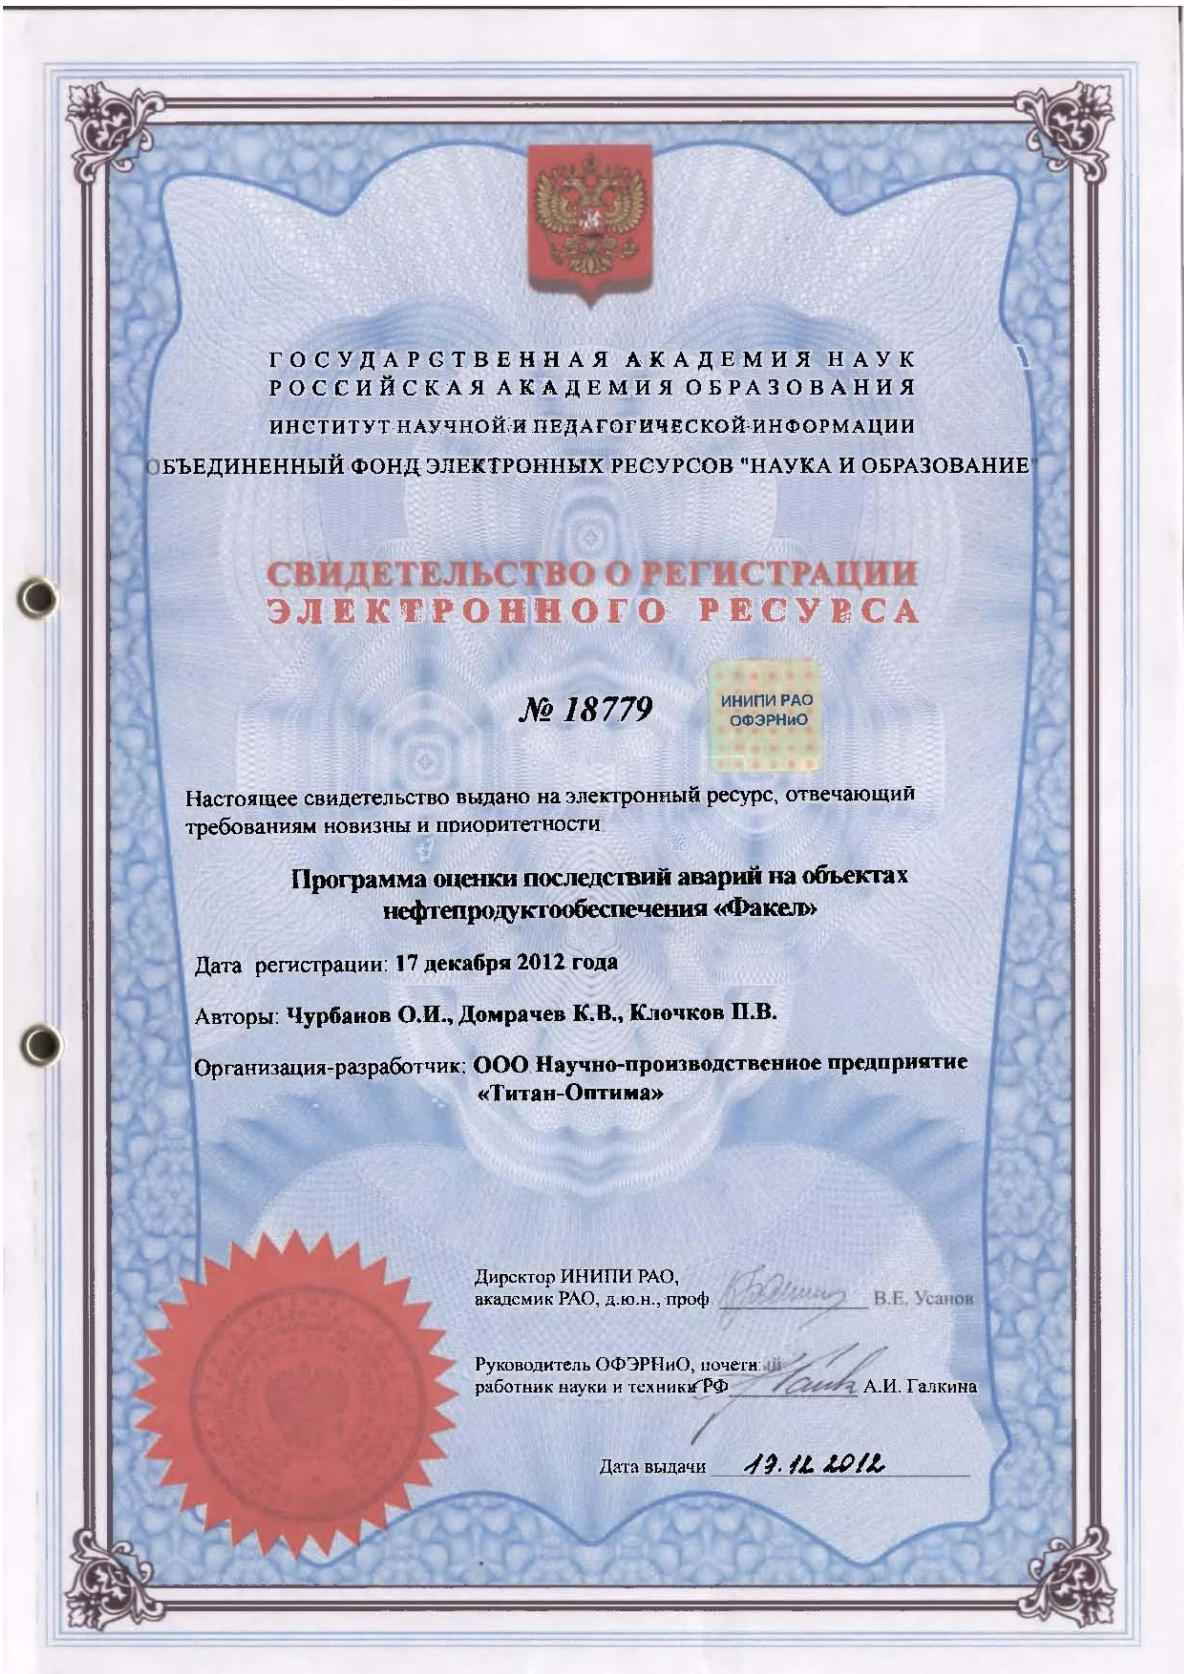 ГОСУДАРСТВЕННАЯ АКАДЕМИЯ НАУК
РОССИЙСКАЯ АКАДЕМИЯ ОБРАЗОВАНИЯ
ИНСТИТУТ НАУЧНОЙ И ПЕДАГОГИЧЕСКОЙ ИНФОРМАЦИИ
ОБЪЕДИНЕННЫЙ ФОНД ЭЛЕКТРОННЫХ РЕСУРСОВ "НАУКА И ОБРАЗОВАНИЕ"
СВИДЕТЕЛЬСТВО О РЕГИСТРАЦИИ
ЭЛЕКТРОННОГО РЕСУРСА
№ 18779
ИНИПИ РАО
ОФЭРНиО
Настоящее свидетельство выдано на электронный ресурс, отвечающий
требованиям новизны и приоритетности:
Программа оценки последствий аварий на объектах
нефтепродуктообеспечения «Факел»
Дата регистрации: 17 декабря 2012 года
Авторы: Чурбанов О.И., Домрачев К.В., Клочков П.В.
Организация-разработчик: ООО Научно-производственное предприятие
«Титан-Оптима»
Директор ИНИПИ РАО,
академик РАО, д.ю.н., проф. В.Е. Усанов
Руководитель ОФЭРНиО, почетный
работник науки и техники РФ А.И. Галкина
Дата выдачи 19.12.2012